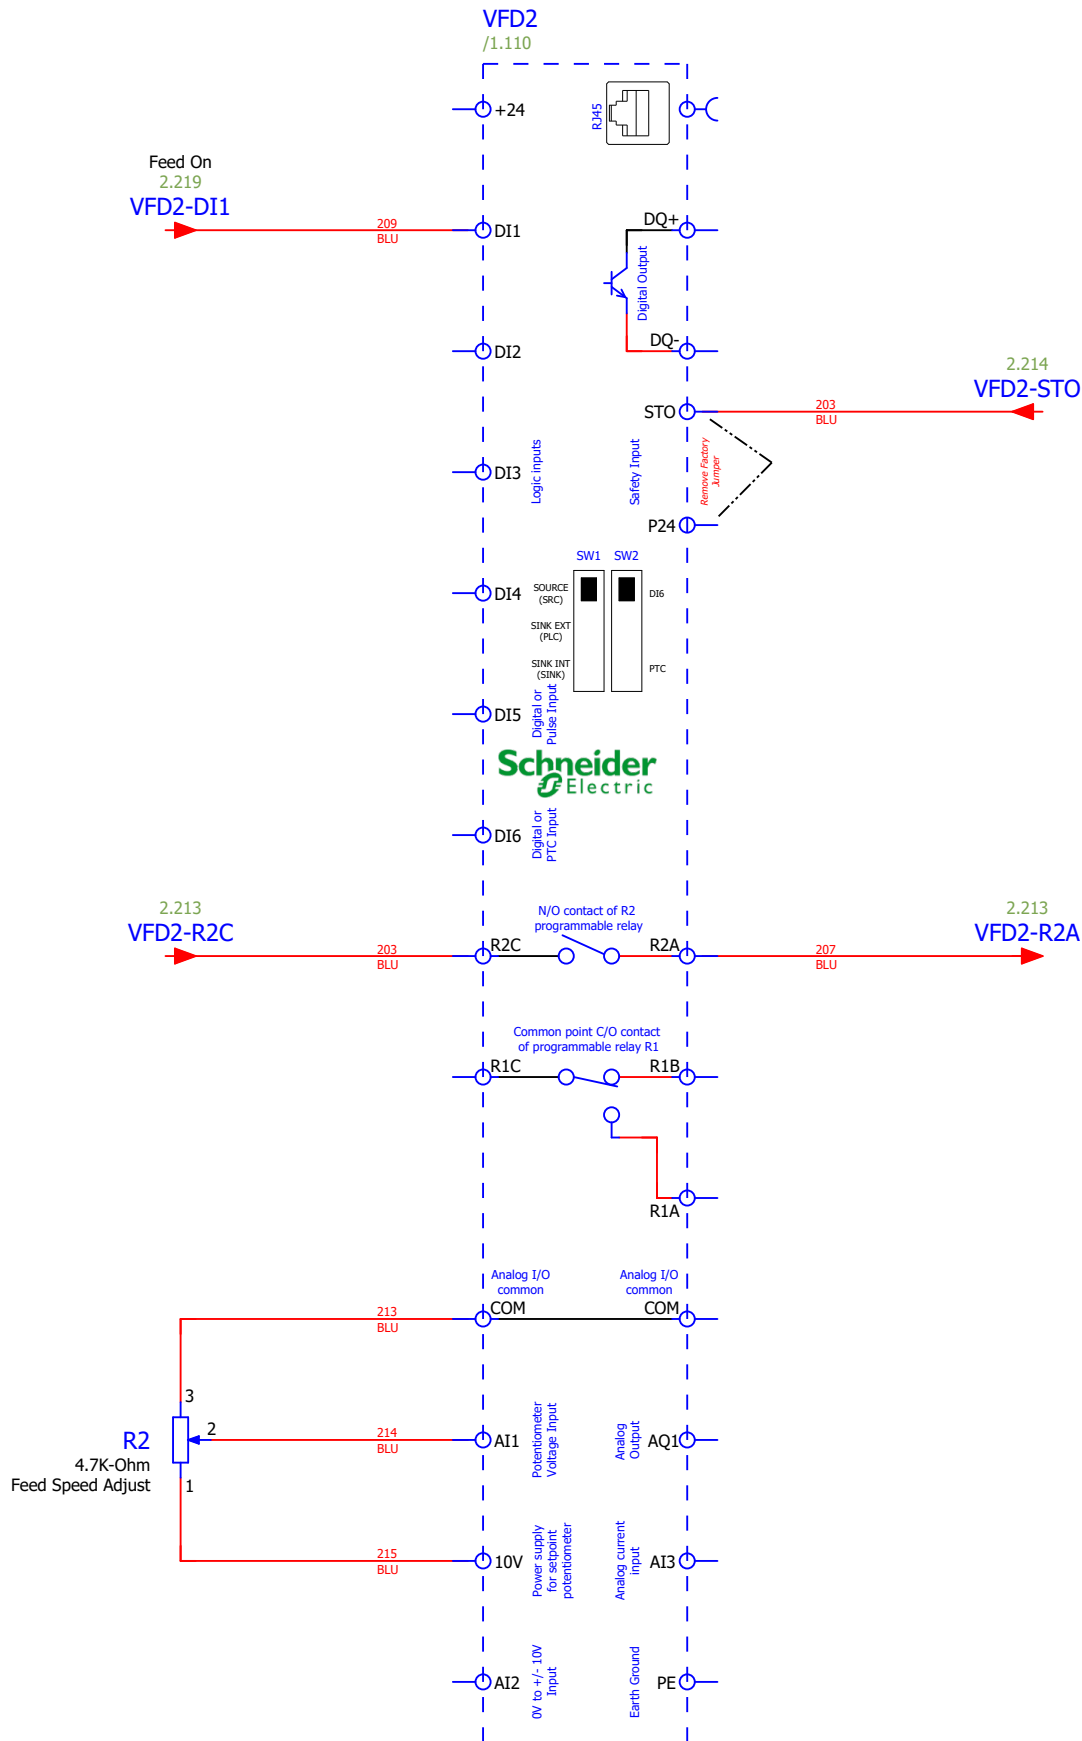 VFD2
/1.110
+24
RJ45
Feed On
2.219
VFD2-DI1
209
BLU
DI1
DQ+
Digital Output
DI2
DQ-
2.214
VFD2-STO
STO
203
BLU
DI3
Logic inputs
Safety Input
Remove Factory
Jumper
P24
SW1
SW2
DI4
SOURCE
(SRC)
DI6
SINK EXT
(PLC)
SINK INT
(SINK)
PTC
DI5
Digital or
Pulse Input
Schneider
Electric
DI6
Digital or
PTC Input
2.213
VFD2-R2C
203
BLU
R2C
N/O contact of R2
programmable relay
R2A
207
BLU
2.213
VFD2-R2A
Common point C/O contact
of programmable relay R1
R1C
R1B
R1A
Analog I/O
common
Analog I/O
common
213
BLU
COM
COM
3
R2
2
4.7K-Ohm
Feed Speed Adjust
1
214
BLU
AI1
Potentiometer
Voltage Input
Analog
Output
AQ1
215
BLU
10V
Power supply
for setpoint
potentiometer
Analog current
input
AI3
AI2
0V to +/- 10V
Input
Earth Ground
PE